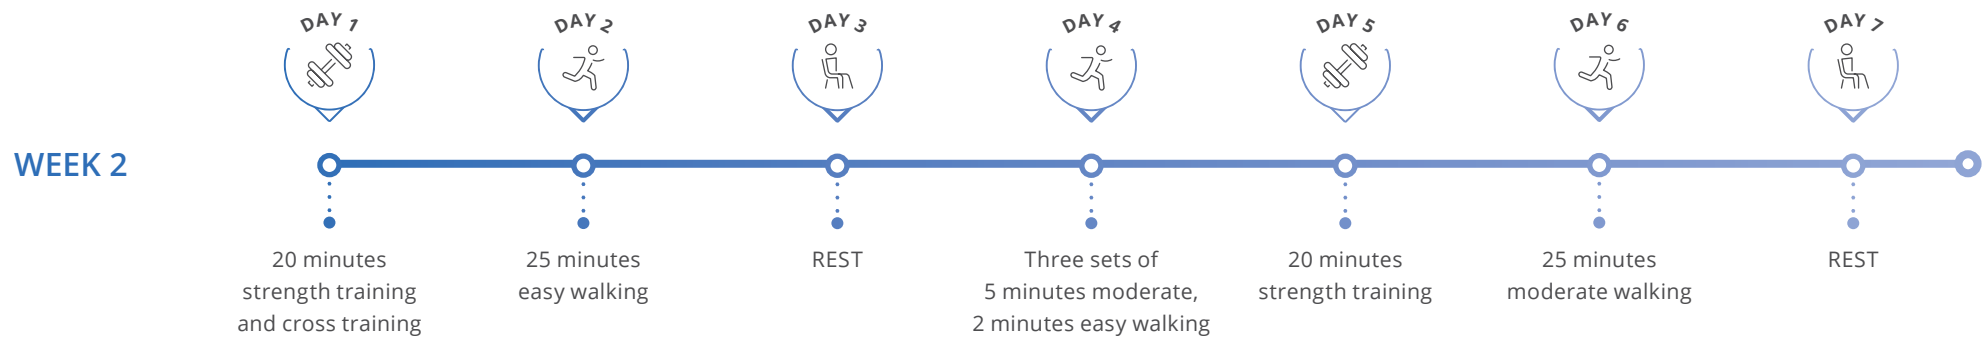 DAY 1
DAY 2
DAY 3
DAY 4
DAY 5
DAY 6
DAY 7
WEEK 2
20 minutes
strength training
and cross training
25 minutes
easy walking
REST
Three sets of
5 minutes moderate,
2 minutes easy walking
20 minutes
strength training
25 minutes
moderate walking
REST